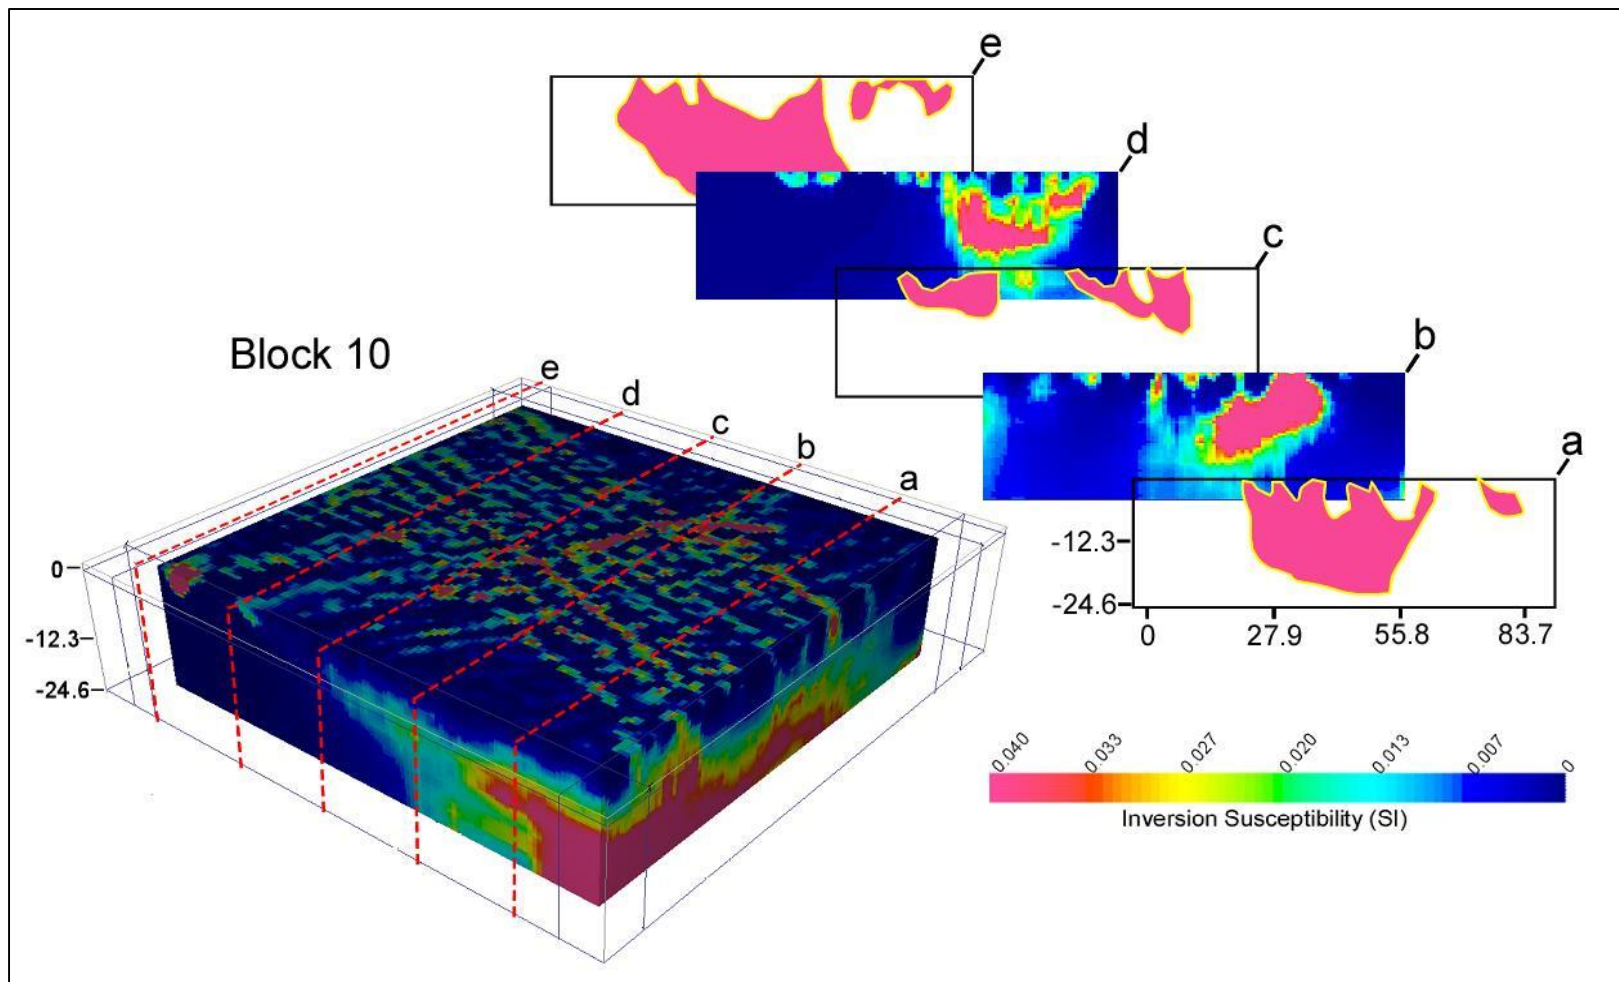 e
d
c
b
a
Block 10
e
d
c
b
a
0
-12.3
-24.6
-12.3
-24.6
0 27.9 55.8 83.7
0.040 0.033 0.027 0.020 0.013 0.007 0
Inversion Susceptibility (SI)